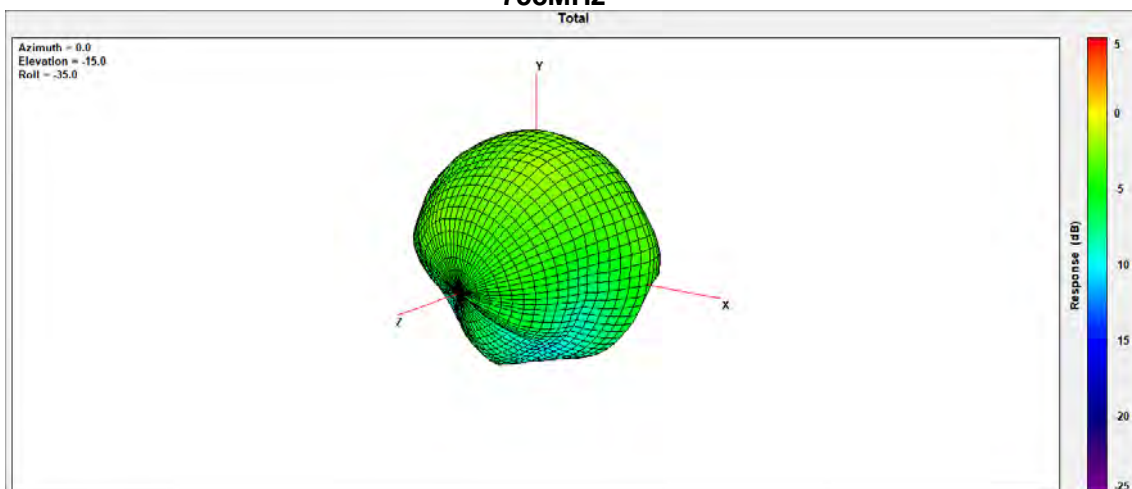 Total
Azimuth = 0.0
Elevation = -15.0
Roll = -35.0
Y
X
Z
5
0
-5
-10
-15
-20
-25
Response (dB)